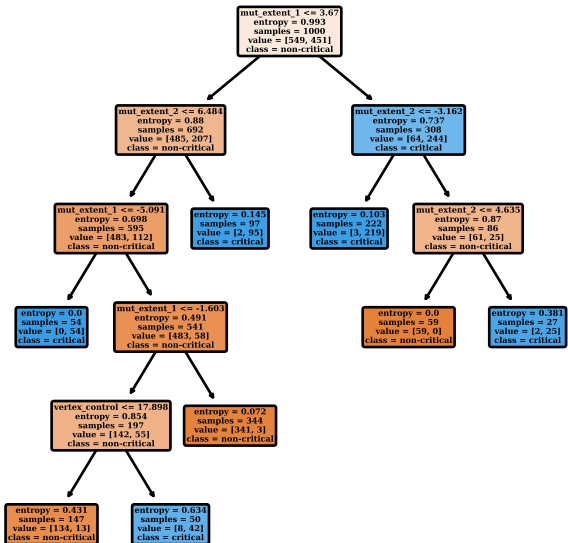 mut_extent_1 <= 3.67
entropy = 0.993
samples = 1000
value = [549, 451]
class = non-critical
mut_extent_2 <= 6.484
entropy = 0.88
samples = 692
value = [485, 207]
class = non-critical
mut_extent_2 <= -3.162
entropy = 0.737
samples = 308
value = [64, 244]
class = critical
mut_extent_1 <= -5.091
entropy = 0.698
samples = 595
value = [483, 112]
class = non-critical
entropy = 0.145
samples = 97
value = [2, 95]
class = critical
entropy = 0.103
samples = 222
value = [3, 219]
class = critical
mut_extent_2 <= 4.635
entropy = 0.87
samples = 86
value = [61, 25]
class = non-critical
entropy = 0.0
samples = 54
value = [0, 54]
class = critical
mut_extent_1 <= -1.603
entropy = 0.491
samples = 541
value = [483, 58]
class = non-critical
entropy = 0.0
samples = 59
value = [59, 0]
class = non-critical
entropy = 0.381
samples = 27
value = [2, 25]
class = critical
vertex_control <= 17.898
entropy = 0.854
samples = 197
value = [142, 55]
class = non-critical
entropy = 0.072
samples = 344
value = [341, 3]
class = non-critical
entropy = 0.431
samples = 147
value = [134, 13]
class = non-critical
entropy = 0.634
samples = 50
value = [8, 42]
class = critical